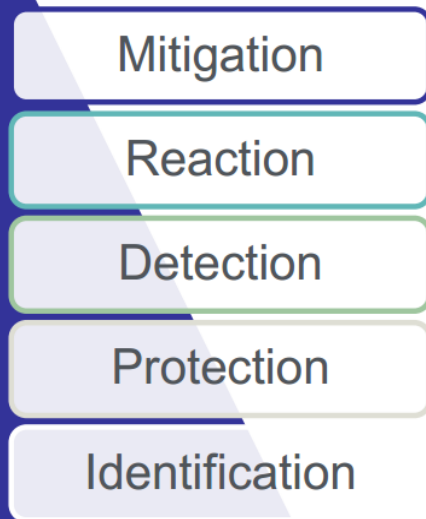 Mitigation
Reaction
Detection
Protection
Identification